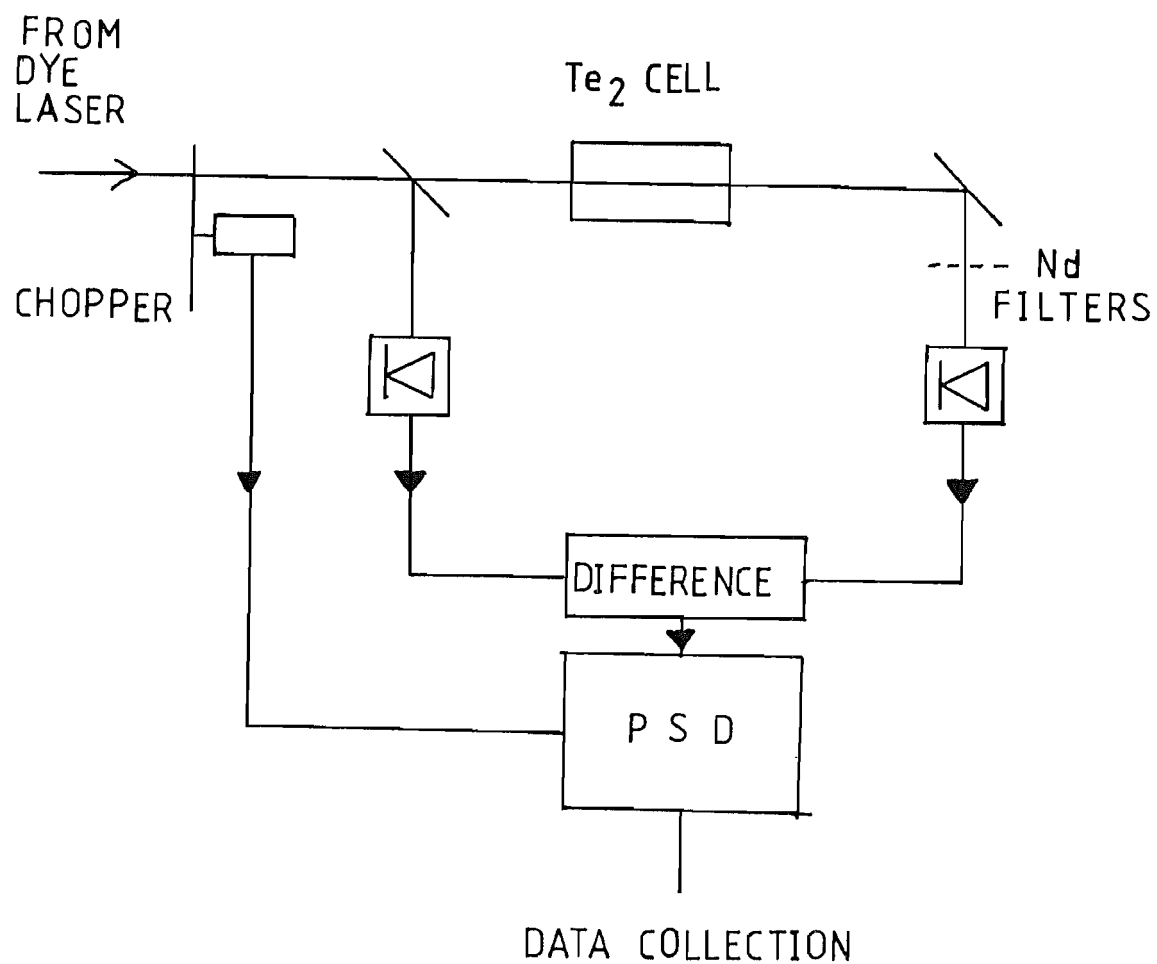 FROM
DYE
LASER
Te2 CELL
CHOPPER
Nd
FILTERS
DIFFERENCE
P S D
DATA COLLECTION